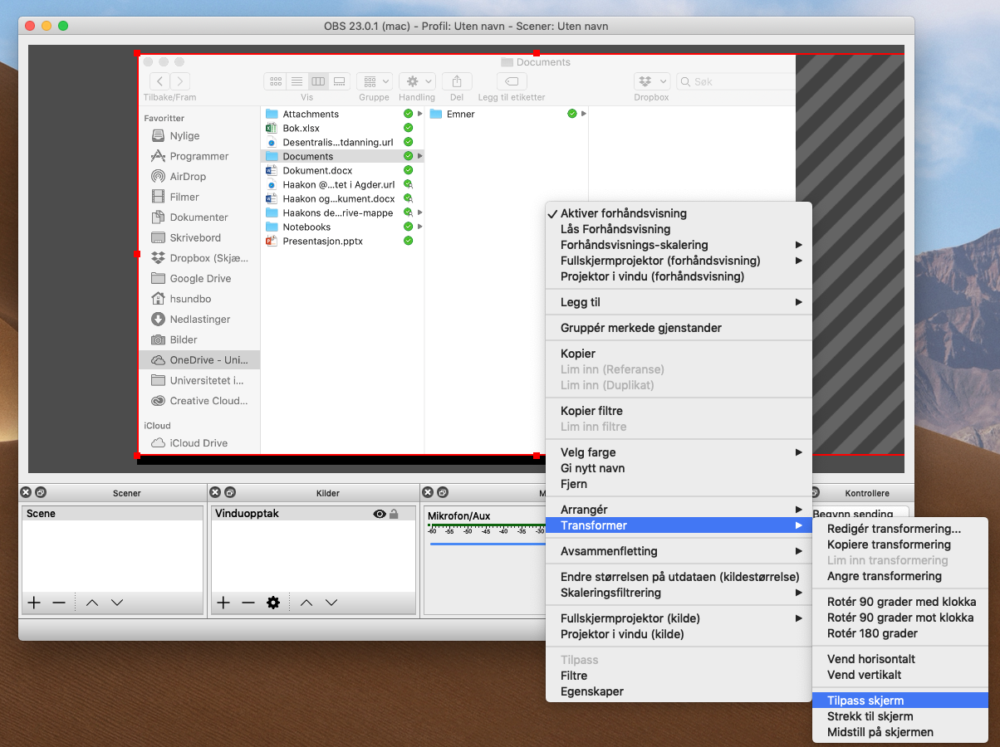 OBS 23.0.1 (mac) - Profil: Uten navn - Scener: Uten navn
Documents
Søk
Tilbake/Fram
Vis
Gruppe
Handling
Del
Legg til etiketter
Dropbox
Favoritter
Nylige
Programmer
AirDrop
Filmer
Dokumenter
Skrivebord
Dropbox (Skjæ...
Google Drive
hsundbo
Nedlastinger
Bilder
OneDrive - Uni...
Universitetet i...
Creative Cloud...
iCloud
iCloud Drive
Attachments
Bok.xlsx
Desentralis...tdanning.url
Documents
Dokument.docx
Haakon @...tet i Agder.url
Haakon og...kument.docx
Haakons de...rive-mappe
Notebooks
Presentasjon.pptx
Emner
Aktiver forhåndsvisning
Lås Forhåndsvisning
Forhåndsvisnings-skalering
Fullskjermprojektor (forhåndsvisning)
Projektor i vindu (forhåndsvisning)
Legg til
Gruppér merkede gjenstander
Kopier
Lim inn (Referanse)
Lim inn (Duplikat)
Kopier filtre
Lim inn filtre
Velg farge
Gi nytt navn
Fjern
Arrangér
Transformer
Avsammenfletting
Endre størrelsen på utdataen (kildestørrelse)
Skaleringsfiltrering
Fullskjermprojektor (kilde)
Projektor i vindu (kilde)
Tilpass
Filtre
Egenskaper
Redigér transformering...
Kopiere transformering
Lim inn transformering
Angre transformering
Rotér 90 grader med klokka
Rotér 90 grader mot klokka
Rotér 180 grader
Vend horisontalt
Vend vertikalt
Tilpass skjerm
Strekk til skjerm
Midtstill på skjermen
Scener
Scene
Kilder
Vinduopptak
M
Mikrofon/Aux
-60 -55 -50 -45 -40 -35 -30
Kontrollere
Begynn sending